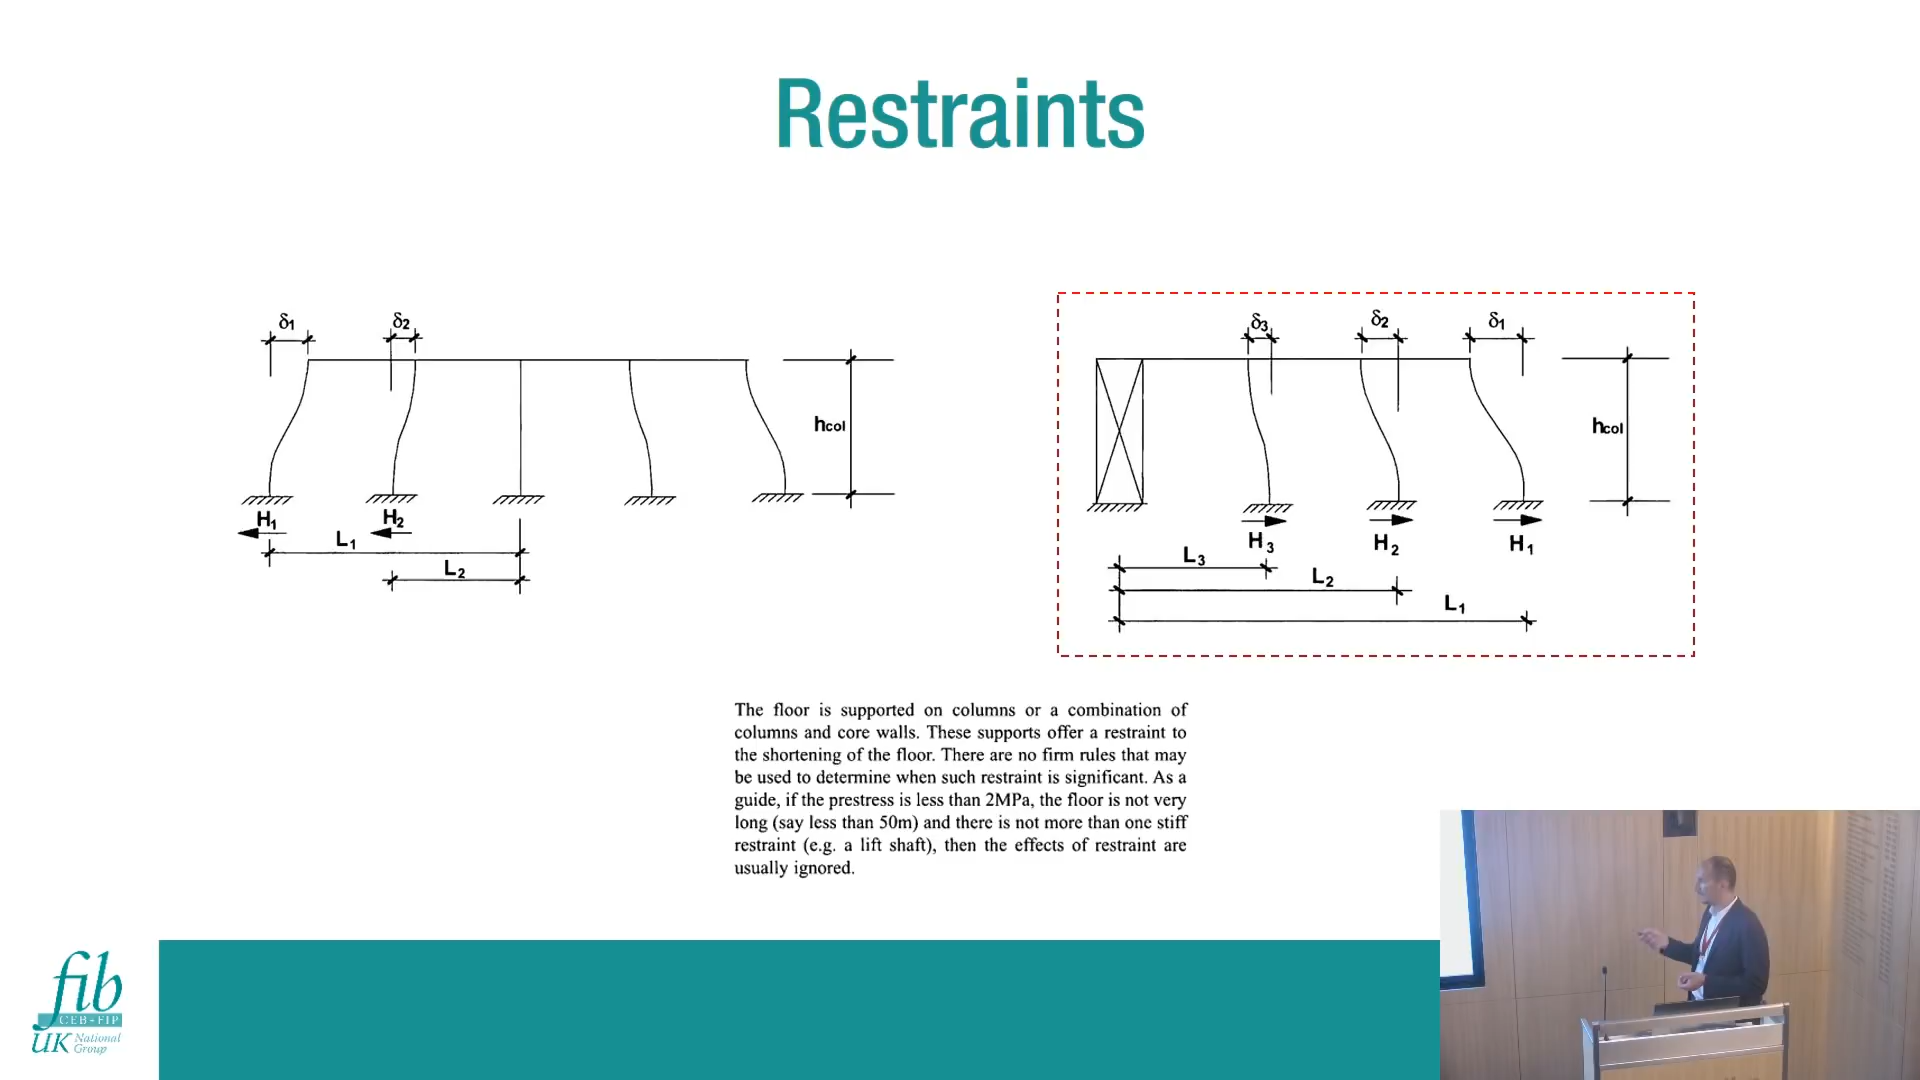 Restraints
δ1
δ2
hcol
H1
H2
L1
L2
δ3
δ2
δ1
hcol
H3
H2
H1
L3
L2
L1
The floor is supported on columns or a combination of
columns and core walls. These supports offer a restraint to
the shortening of the floor. There are no firm rules that may
be used to determine when such restraint is significant. As a
guide, if the prestress is less than 2MPa, the floor is not very
long (say less than 50m) and there is not more than one stiff
restraint (e.g. a lift shaft), then the effects of restraint are
usually ignored.
fib
CEB-FIP
UK National
Group